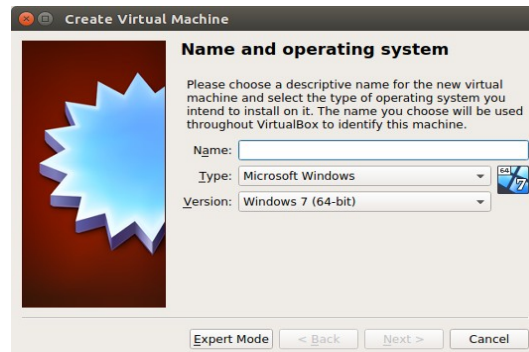 Create Virtual Machine
Name and operating system
Please choose a descriptive name for the new virtual
machine and select the type of operating system you
intend to install on it. The name you choose will be used
throughout VirtualBox to identify this machine.
Name:
Type: Microsoft Windows
64
7
Version: Windows 7 (64-bit)
Expert Mode < Back Next > Cancel